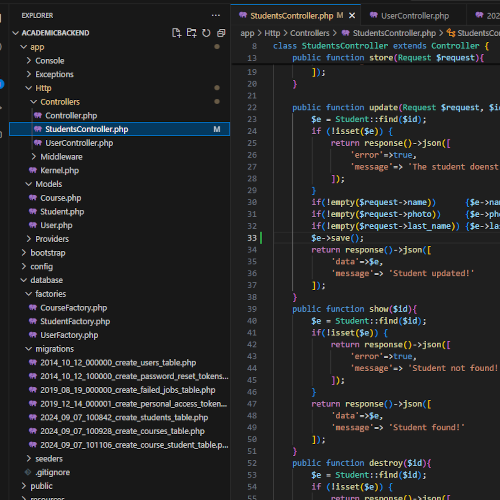 EXPLORER
ACADEMICBACKEND
app
Console
Exceptions
Http
Controllers
Controller.php
StudentsController.php M
UserController.php
Middleware
Kernel.php
Models
Course.php
Student.php
User.php
Providers
bootstrap
config
database
factories
CourseFactory.php
StudentFactory.php
UserFactory.php
migrations
2014_10_12_000000_create_users_table.php
2014_10_12_100000_create_password_reset_tokens...
2019_08_19_000000_create_failed_jobs_table.php
2019_12_14_000001_create_personal_access_token...
2024_09_07_100842_create_students_table.php
2024_09_07_100928_create_courses_table.php
2024_09_07_101106_create_course_student_table.p...
seeders
.gitignore
public
resources
StudentsController.php M
UserController.php
202
app > Http > Controllers > StudentsController.php > StudentsCo
8 class StudentsController extends Controller {
13 public function store(Request $request){
19 ]);
20 }
21
22 public function update(Request $request, $id
23 $e = Student::find($id);
24 if (!isset($e)) {
25 return response()->json([
26 'error'=>true,
27 'message'=> 'The student doenst
28 ]);
29 }
30 if(!empty($request->name)) {$e->nam
31 if(!empty($request->photo)) {$e->pho
32 if(!empty($request->last_name)) {$e->las
33 $e->save();
34 return response()->json([
35 'data'=>$e,
36 'message'=> 'Student updated!'
37 ]);
38 }
39 public function show($id){
40 $e = Student::find($id);
41 if(!isset($e)) {
42 return response()->json([
43 'error'=>true,
44 'message'=> 'Student not found!
45 ]);
46 }
47 return response()->json([
48 'data'=>$e,
49 'message'=> 'Student found!'
50 ]);
51 }
52 public function destroy($id){
53 $e = Student::find($id);
54 if (!isset($e)) {
55 return response()->json([